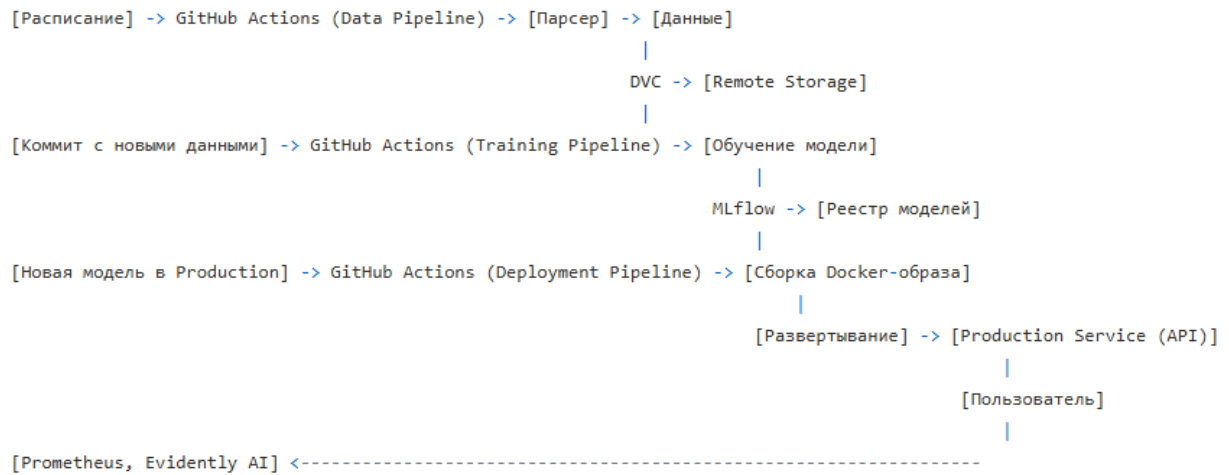 [Расписание] -> GitHub Actions (Data Pipeline) -> [Парсер] -> [Данные]
|
DVC -> [Remote Storage]
|
[Коммит с новыми данными] -> GitHub Actions (Training Pipeline) -> [Обучение модели]
|
MLflow -> [Реестр моделей]
|
[Новая модель в Production] -> GitHub Actions (Deployment Pipeline) -> [Сборка Docker-образа]
|
[Развертывание] -> [Production Service (API)]
|
[Пользователь]
|
[Prometheus, Evidently AI] <------------------------------------------------------------------